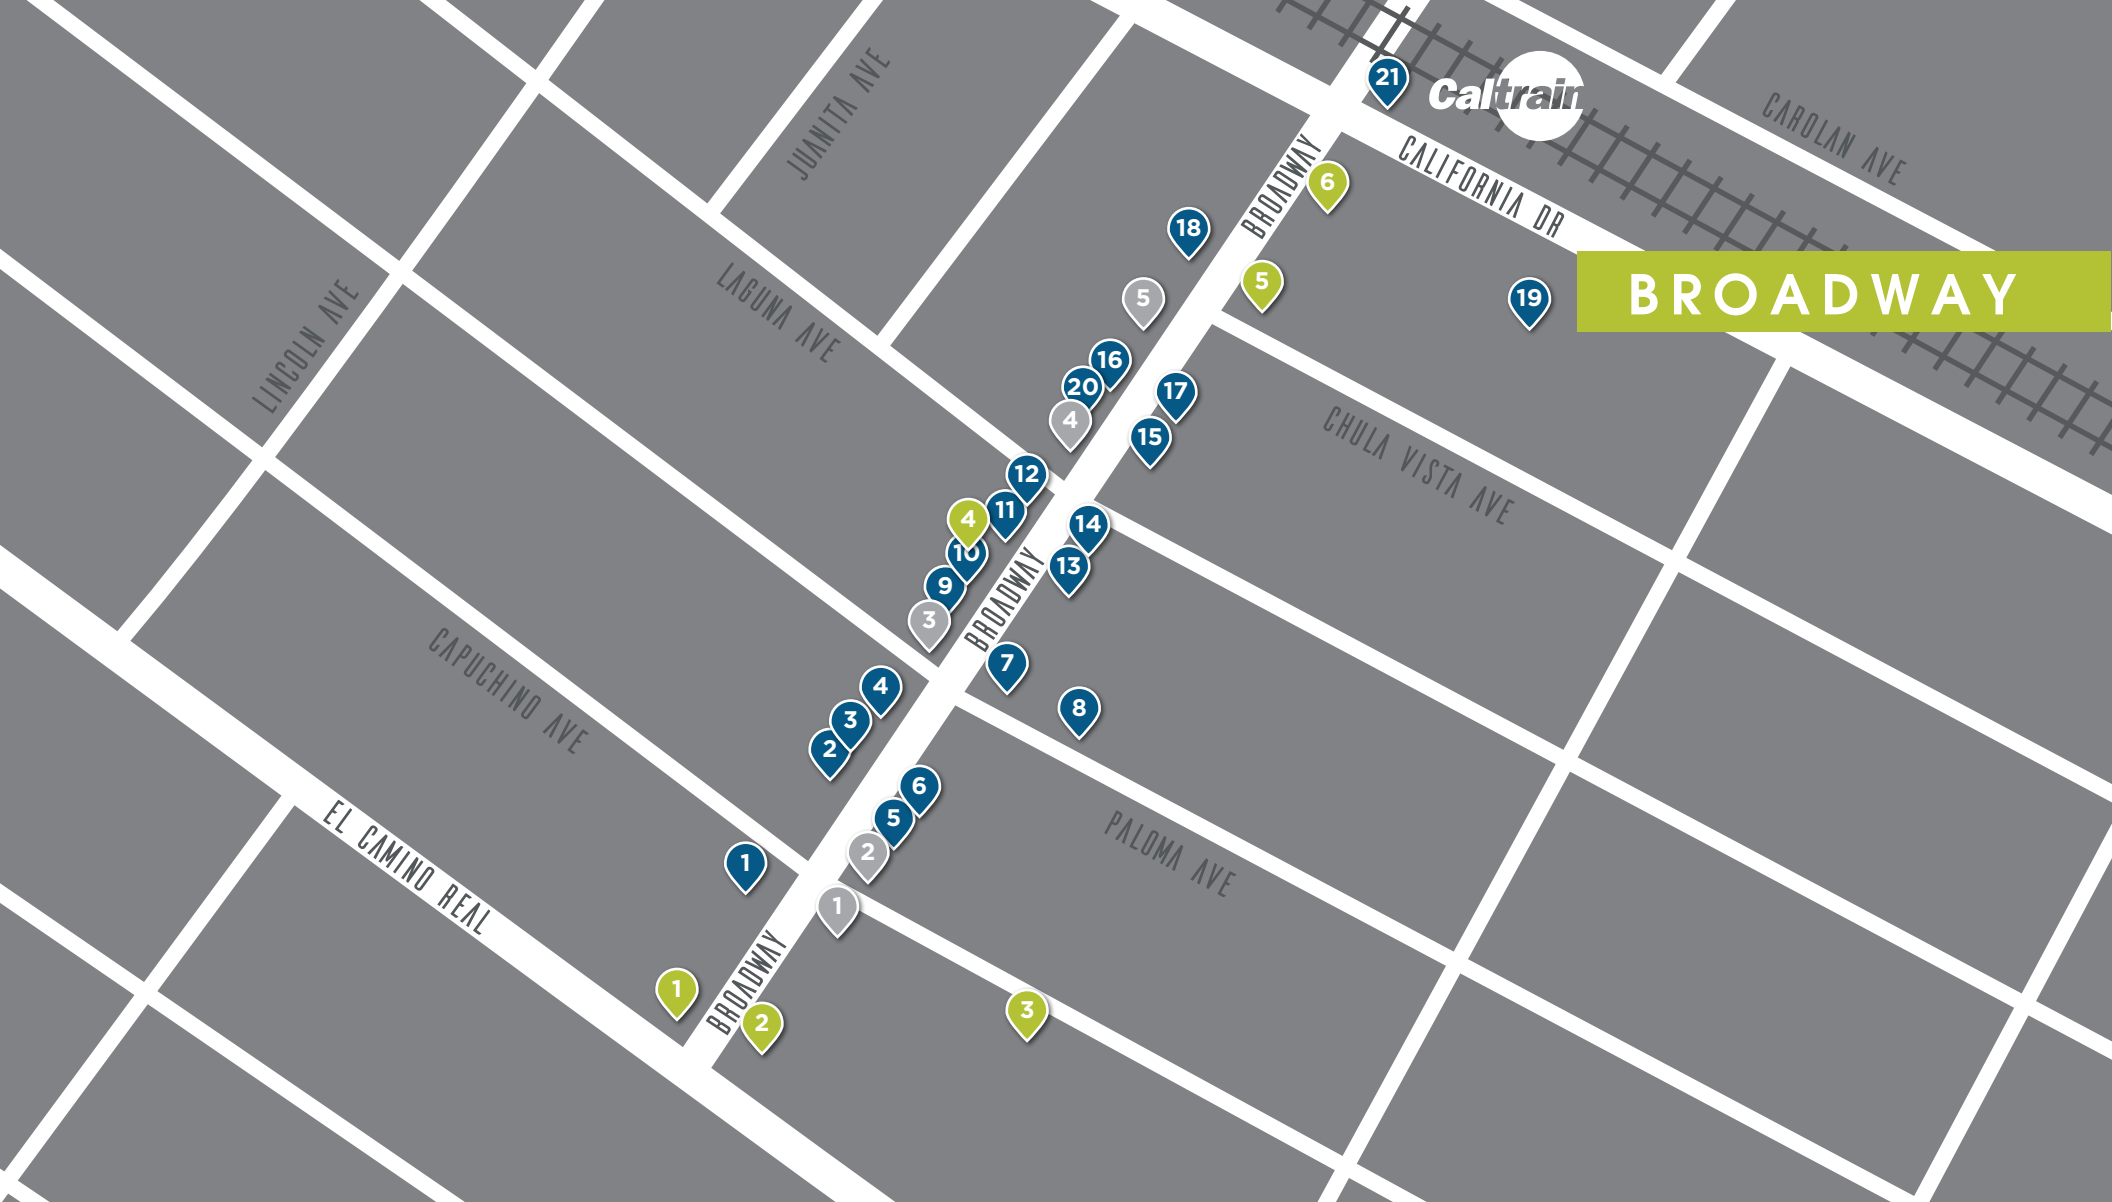 21
Caltrain
JUANITA AVE
CAROLAN AVE
BROADWAY
CALIFORNIA DR
6
18
5
BROADWAY
19
5
LINCOLN AVE
LAGUNA AVE
16
20
17
4
15
CHULA VISTA AVE
12
11
4
14
10
13
9
BROADWAY
3
7
4
8
CAPUCHINO AVE
3
2
6
5
2
PALOMA AVE
1
EL CAMINO REAL
1
BROADWAY
1
2
3